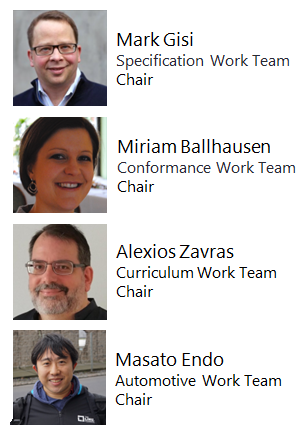 Mark Gisi
Specification Work Team
Chair
Miriam Ballhausen
Conformance Work Team
Chair
Alexios Zavras
Curriculum Work Team
Chair
Masato Endo
Automotive Work Team
Chair